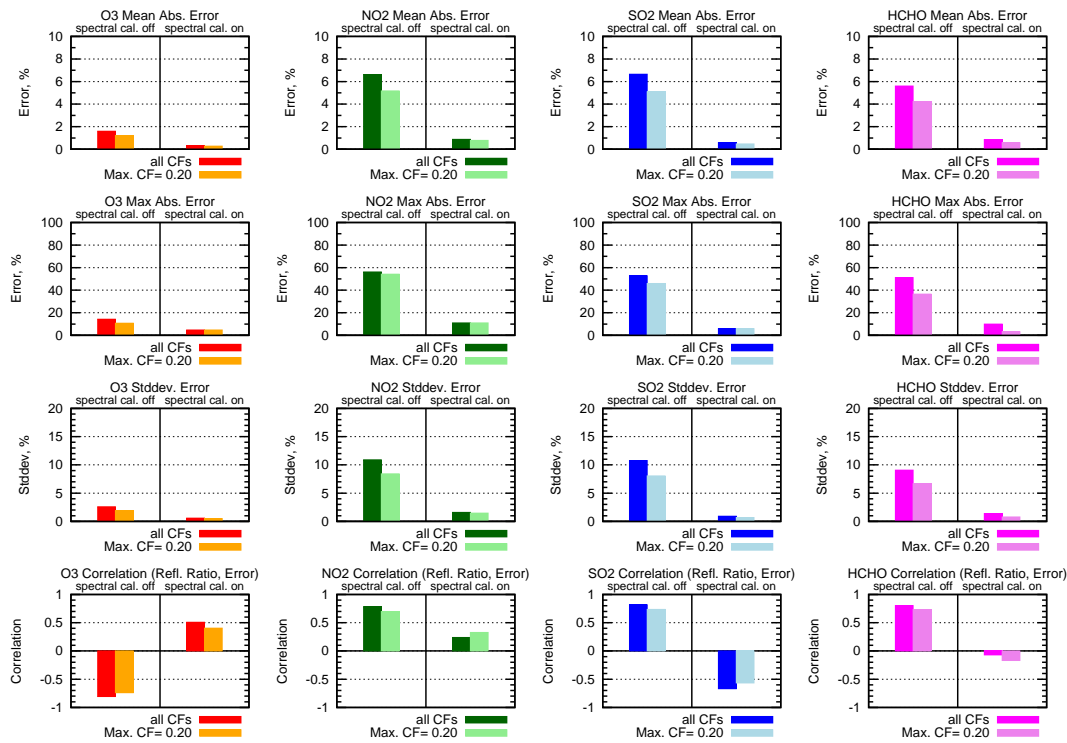 O3 Mean Abs. Error
spectral cal. off spectral cal. on
Error, %
10
8
6
4
2
0
all CFs
Max. CF= 0.20
NO2 Mean Abs. Error
spectral cal. off spectral cal. on
Error, %
10
8
6
4
2
0
all CFs
Max. CF= 0.20
SO2 Mean Abs. Error
spectral cal. off spectral cal. on
Error, %
10
8
6
4
2
0
all CFs
Max. CF= 0.20
HCHO Mean Abs. Error
spectral cal. off spectral cal. on
Error, %
10
8
6
4
2
0
all CFs
Max. CF= 0.20
O3 Max Abs. Error
spectral cal. off spectral cal. on
Error, %
100
80
60
40
20
0
all CFs
Max. CF= 0.20
NO2 Max Abs. Error
spectral cal. off spectral cal. on
Error, %
100
80
60
40
20
0
all CFs
Max. CF= 0.20
SO2 Max Abs. Error
spectral cal. off spectral cal. on
Error, %
100
80
60
40
20
0
all CFs
Max. CF= 0.20
HCHO Max Abs. Error
spectral cal. off spectral cal. on
Error, %
100
80
60
40
20
0
all CFs
Max. CF= 0.20
O3 Stddev. Error
spectral cal. off spectral cal. on
Stddev, %
20
15
10
5
0
all CFs
Max. CF= 0.20
NO2 Stddev. Error
spectral cal. off spectral cal. on
Stddev, %
20
15
10
5
0
all CFs
Max. CF= 0.20
SO2 Stddev. Error
spectral cal. off spectral cal. on
Stddev, %
20
15
10
5
0
all CFs
Max. CF= 0.20
HCHO Stddev. Error
spectral cal. off spectral cal. on
Stddev, %
20
15
10
5
0
all CFs
Max. CF= 0.20
O3 Correlation (Refl. Ratio, Error)
spectral cal. off spectral cal. on
Correlation
1
0.5
0
-0.5
-1
all CFs
Max. CF= 0.20
NO2 Correlation (Refl. Ratio, Error)
spectral cal. off spectral cal. on
Correlation
1
0.5
0
-0.5
-1
all CFs
Max. CF= 0.20
SO2 Correlation (Refl. Ratio, Error)
spectral cal. off spectral cal. on
Correlation
1
0.5
0
-0.5
-1
all CFs
Max. CF= 0.20
HCHO Correlation (Refl. Ratio, Error)
spectral cal. off spectral cal. on
Correlation
1
0.5
0
-0.5
-1
all CFs
Max. CF= 0.20